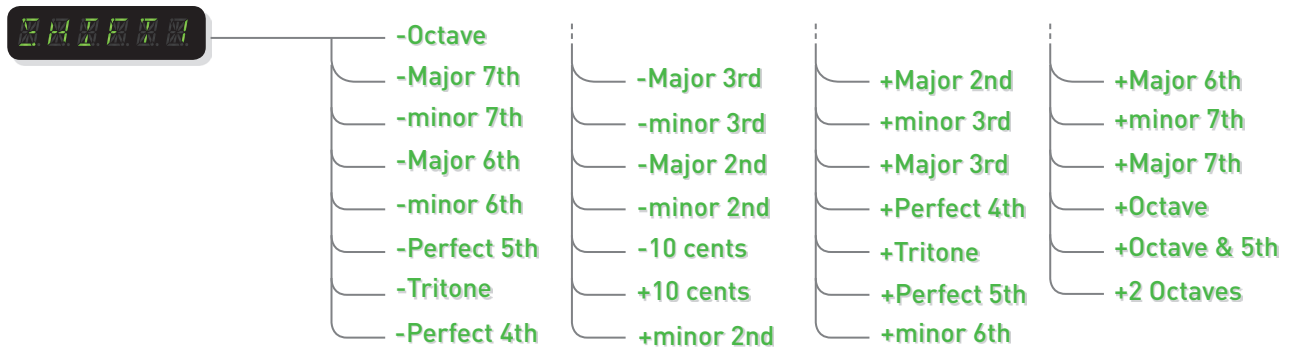 SHIFT 1
-Octave
-Major 7th
-minor 7th
-Major 6th
-minor 6th
-Perfect 5th
-Tritone
-Perfect 4th
-Major 3rd
-minor 3rd
-Major 2nd
-minor 2nd
-10 cents
+10 cents
+minor 2nd
+Major 2nd
+minor 3rd
+Major 3rd
+Perfect 4th
+Tritone
+Perfect 5th
+minor 6th
+Major 6th
+minor 7th
+Major 7th
+Octave
+Octave & 5th
+2 Octaves